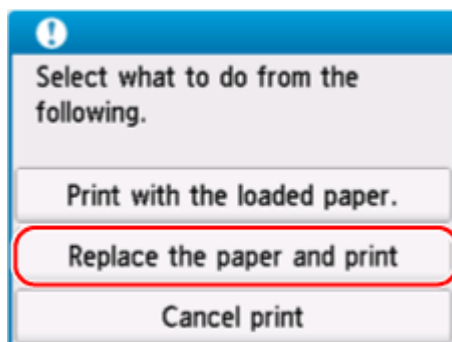 Select what to do from the
following.
Print with the loaded paper.
Replace the paper and print
Cancel print